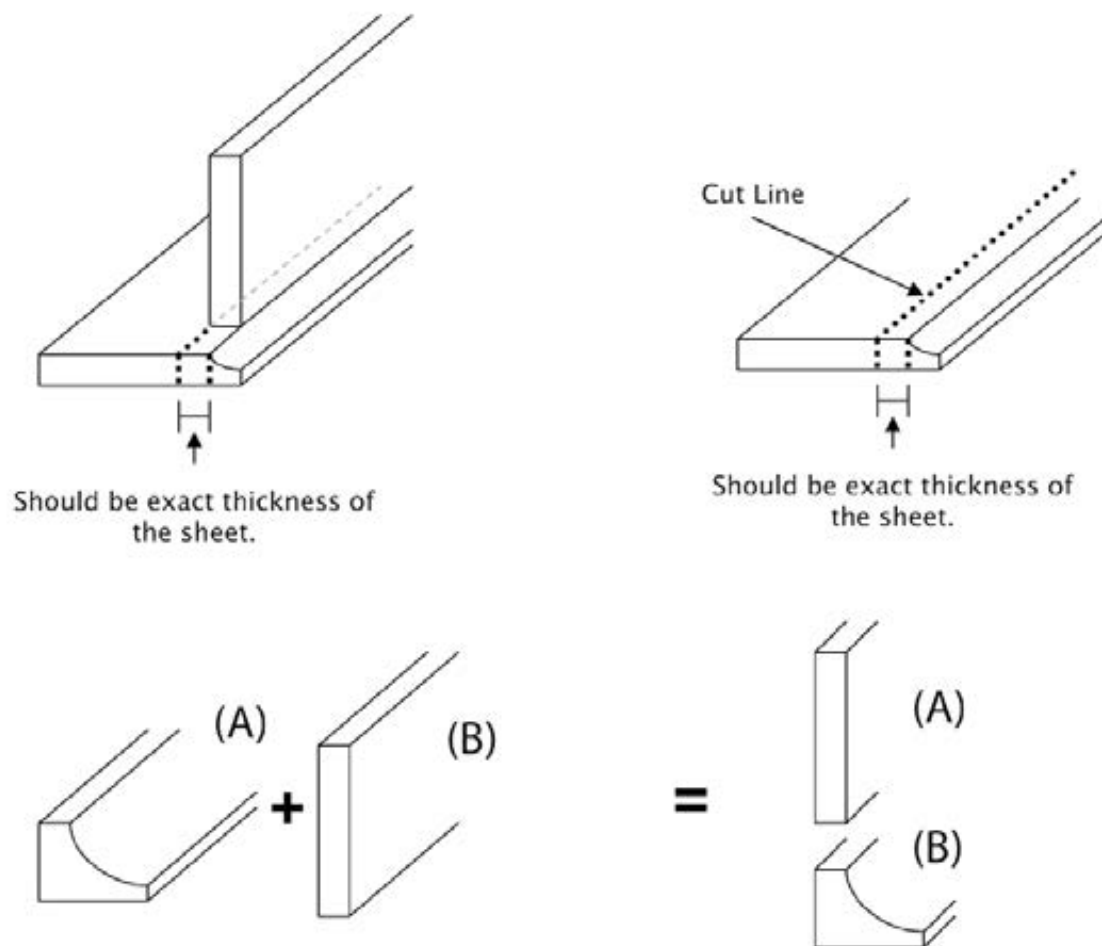 Cut Line
Should be exact thickness of
the sheet.
Should be exact thickness of
the sheet.
(A)
+
(B)
=
(A)
(B)